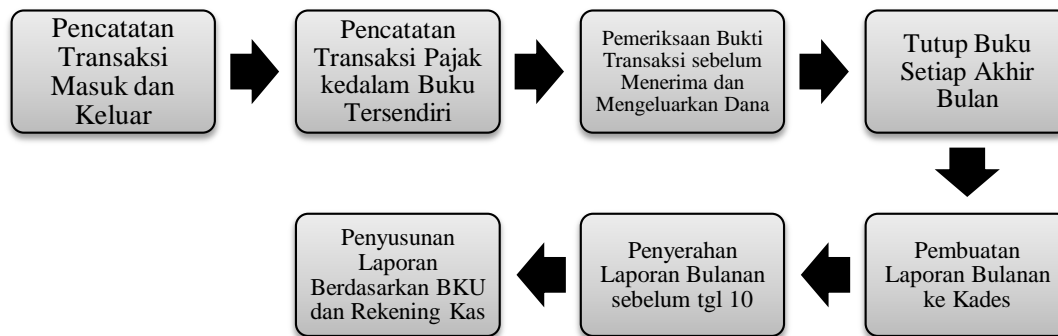 Pencatatan
Transaksi
Masuk dan
Keluar
Pencatatan
Transaksi Pajak
kedalam Buku
Tersendiri
Pemeriksaan Bukti
Transaksi sebelum
Menerima dan
Mengeluarkan Dana
Tutup Buku
Setiap Akhir
Bulan
Pembuatan
Laporan Bulanan
ke Kades
Penyerahan
Laporan Bulanan
sebelum tgl 10
Penyusunan
Laporan
Berdasarkan BKU
dan Rekening Kas